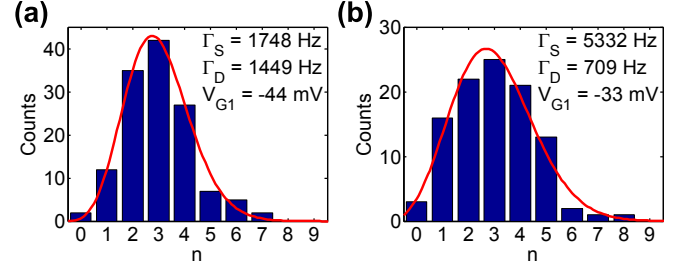 (a)
Γ_S = 1748 Hz
Γ_D = 1449 Hz
V_G1 = -44 mV
Counts
40
20
0
0 1 2 3 4 5 6 7 8 9
n
(b)
Γ_S = 5332 Hz
Γ_D = 709 Hz
V_G1 = -33 mV
Counts
30
20
10
0
0 1 2 3 4 5 6 7 8 9
n